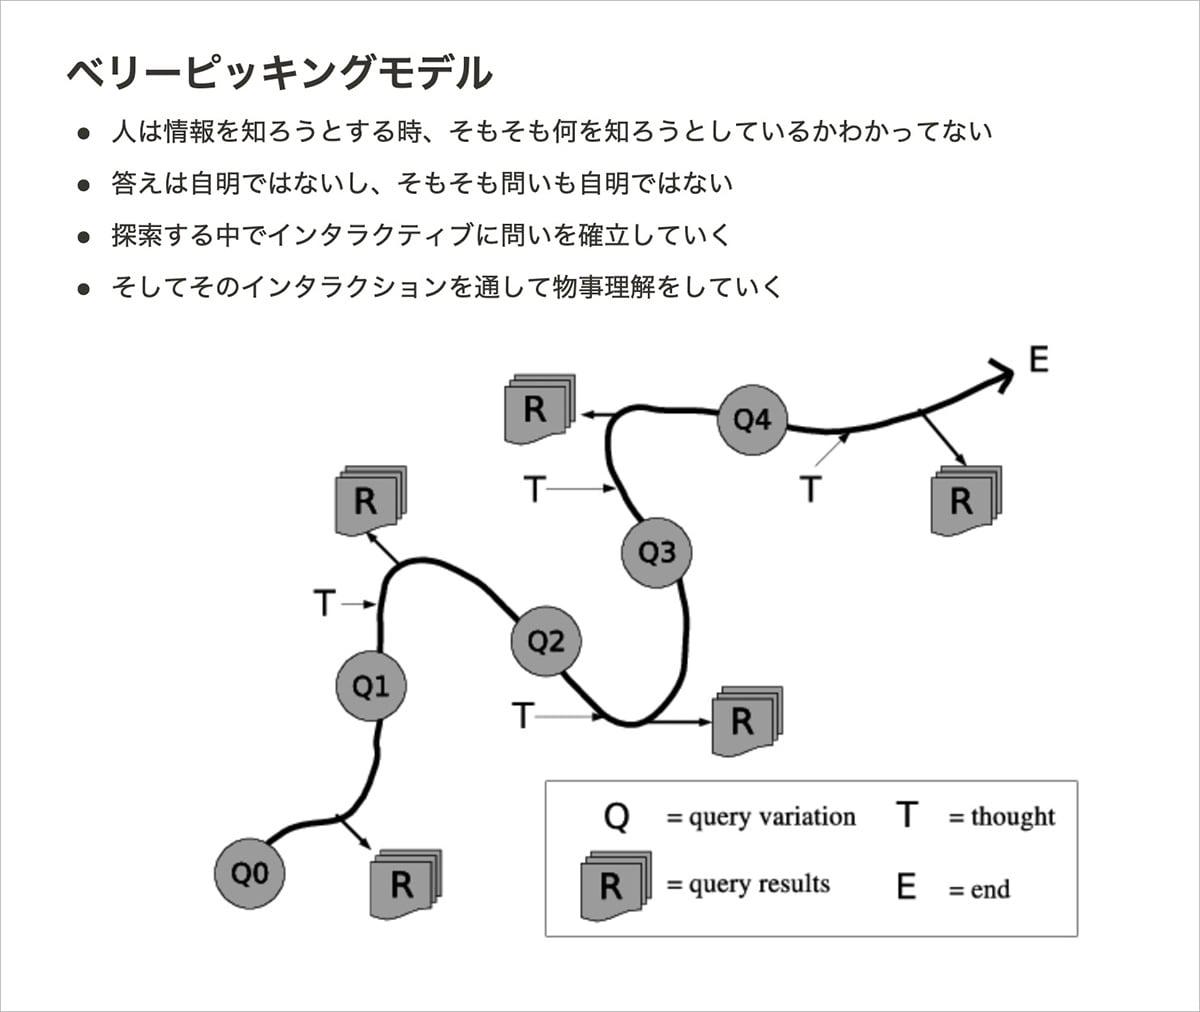 ベリーピッキングモデル
● 人は情報を知ろうとする時、そもそも何を知ろうとしているかわかってない
● 答えは自明ではないし、そもそも問いも自明ではない
● 探索する中でインタラクティブに問いを確立していく
● そしてそのインタラクションを通して物事理解をしていく
E
R
Q4
T
T
R
R
Q3
T
Q2
Q1
T
R
Q0
R
Q = query variation
T = thought
R = query results
E = end